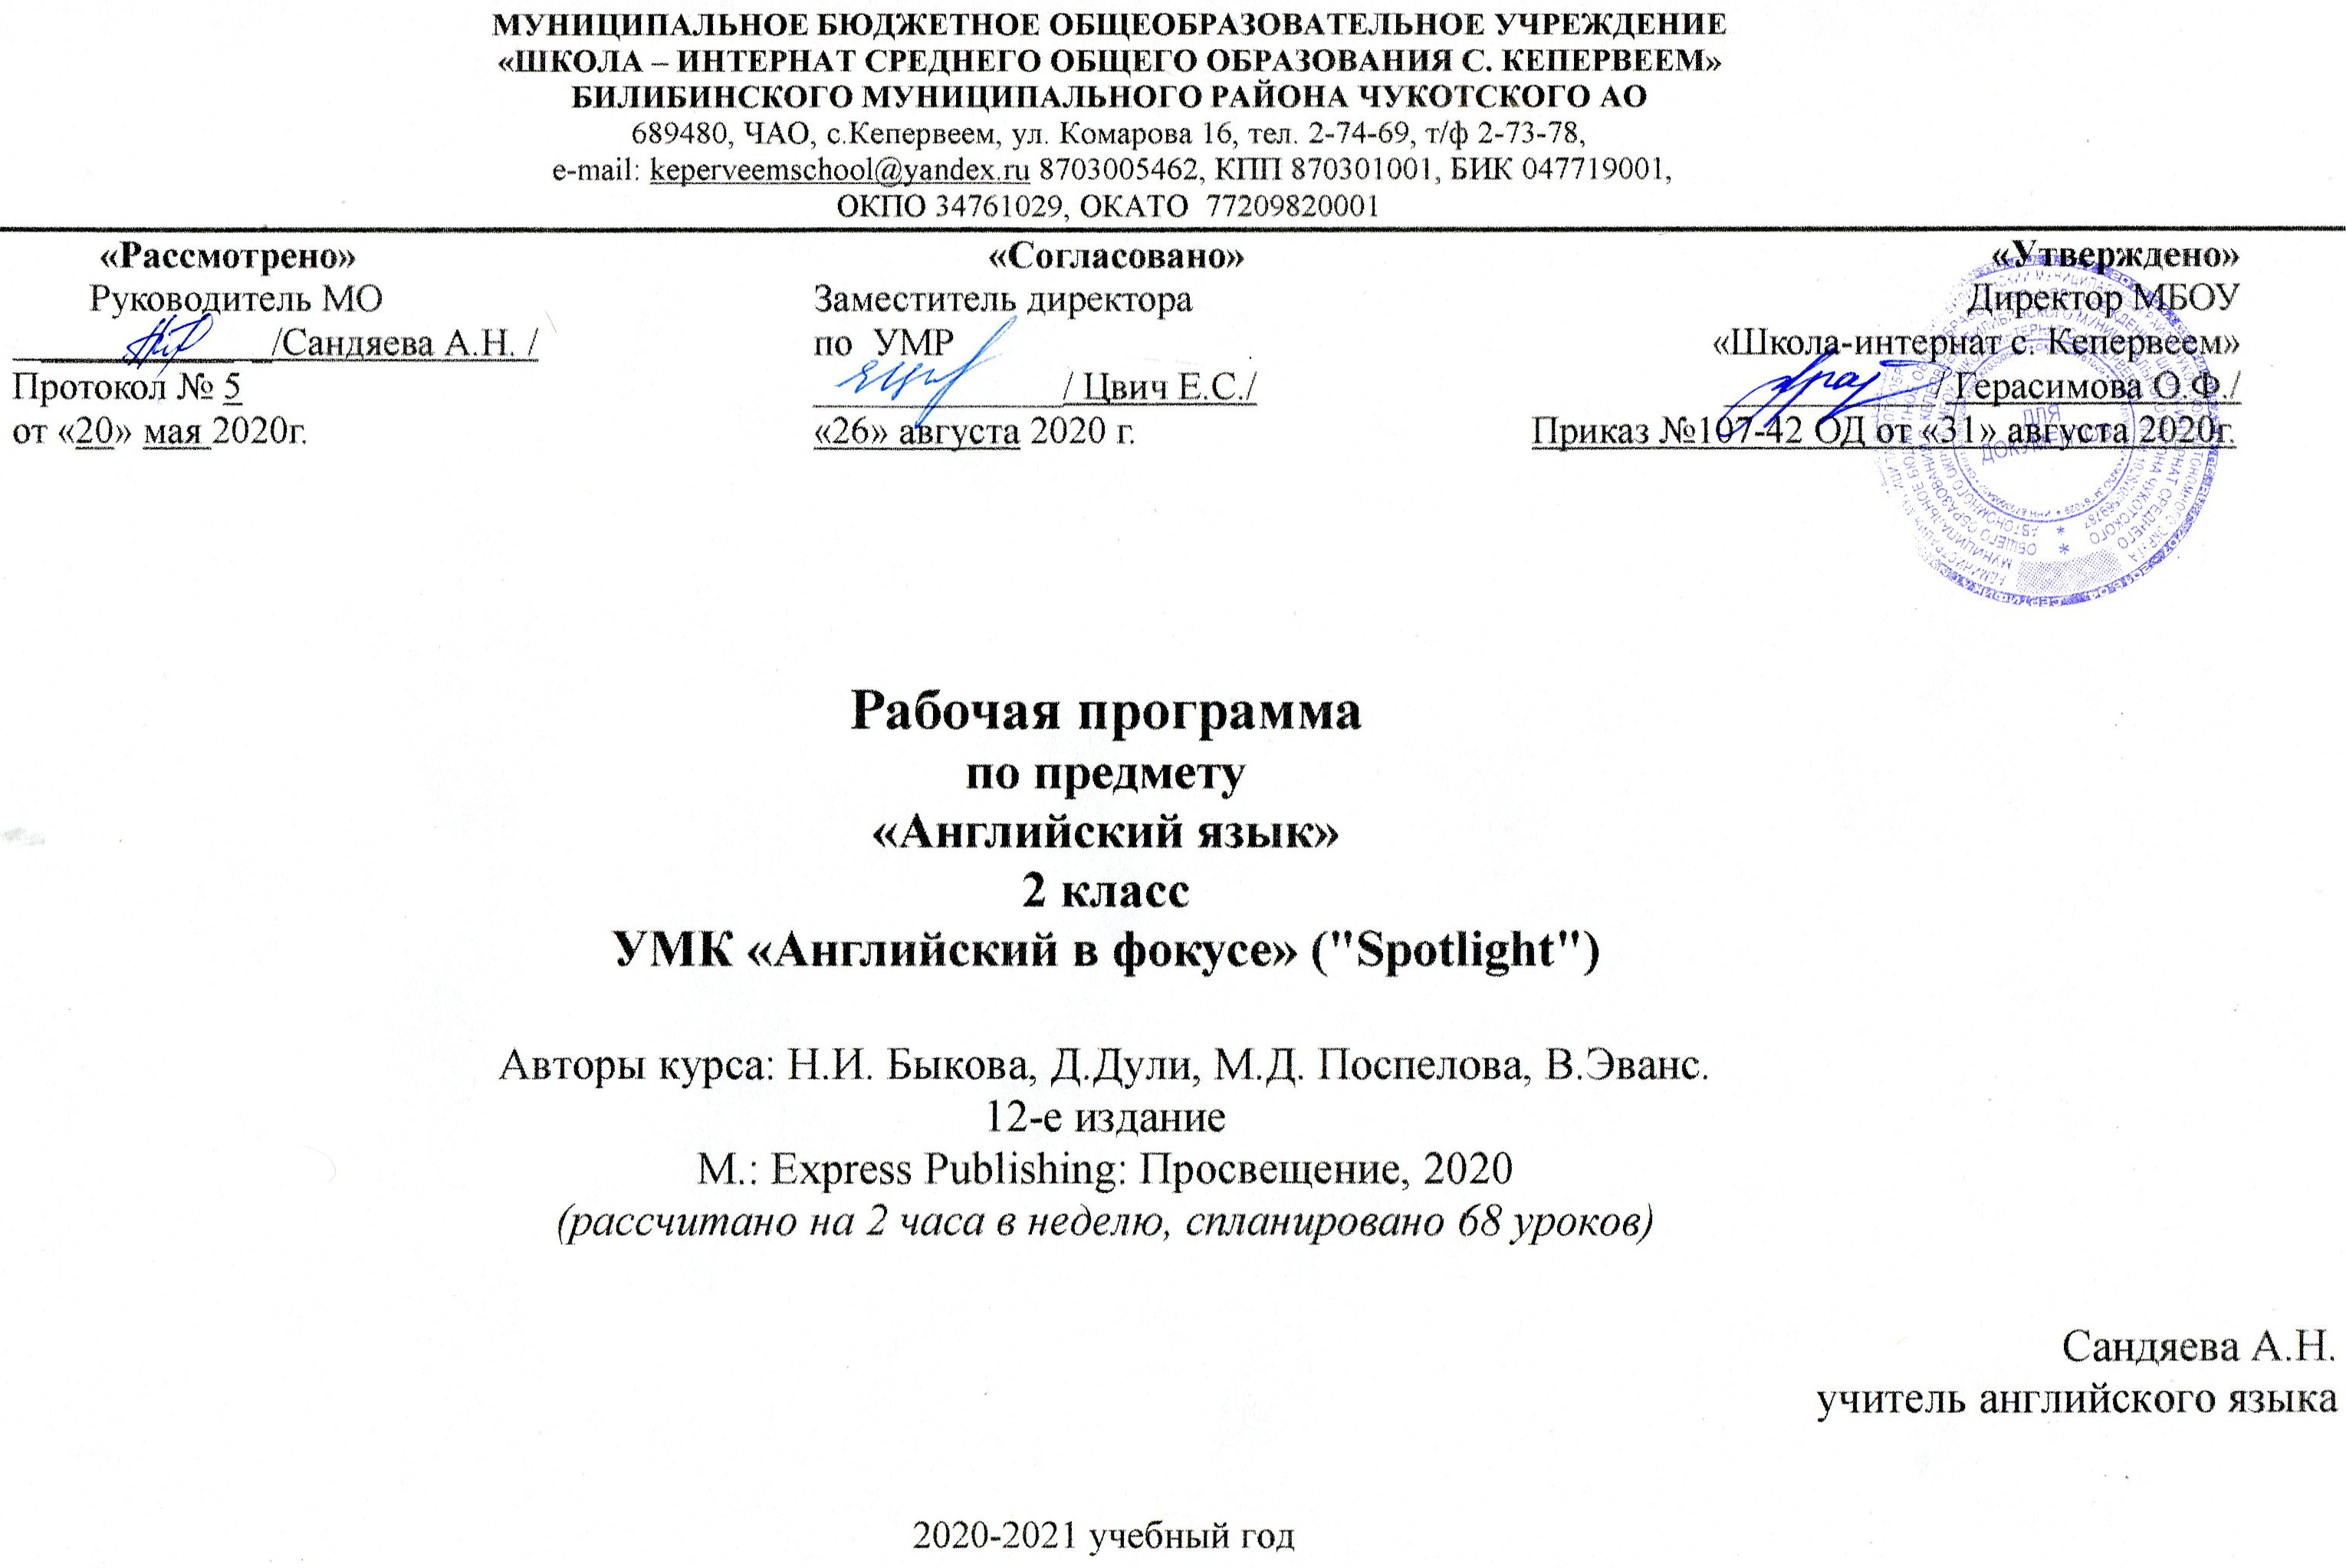 МУНИЦИПАЛЬНОЕ БЮДЖЕТНОЕ ОБЩЕОБРАЗОВАТЕЛЬНОЕ УЧРЕЖДЕНИЕ
«ШКОЛА – ИНТЕРНАТ СРЕДНЕГО ОБЩЕГО ОБРАЗОВАНИЯ С. КЕПЕРВЕЕМ»
БИЛИБИНСКОГО МУНИЦИПАЛЬНОГО РАЙОНА ЧУКОТСКОГО АО
689480, ЧАО, с.Кепервеем, ул. Комарова 16, тел. 2-74-69, т/ф 2-73-78,
e-mail: keperveemschool@yandex.ru 8703005462, КПП 870301001, БИК 047719001,
ОКПО 34761029, ОКАТО 77209820001
«Рассмотрено»
Руководитель МО
/Сандяева А.Н. /
Протокол № 5
от «20» мая 2020г.
«Согласовано»
Заместитель директора
по УМР
/ Цвич Е.С./
«26» августа 2020 г.
«Утверждено»
Директор МБОУ
«Школа-интернат с. Кепервеем»
/ Герасимова О.Ф./
Приказ №107-42 ОД от «31» августа 2020г.
ДЛЯ
ДОКУМЕНТОВ
Рабочая программа
по предмету
«Английский язык»
2 класс
УМК «Английский в фокусе» ("Spotlight")
Авторы курса: Н.И. Быкова, Д.Дули, М.Д. Поспелова, В.Эванс.
12-е издание
М.: Express Publishing: Просвещение, 2020
(рассчитано на 2 часа в неделю, спланировано 68 уроков)
Сандяева А.Н.
учитель английского языка
2020-2021 учебный год